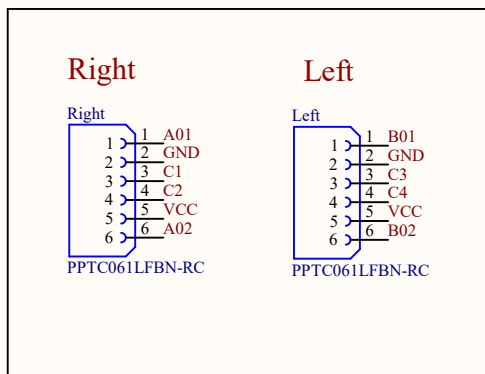 Right
Left
Right
Left
1 1 A01
2 2 GND
3 3 C1
4 4 C2
5 5 VCC
6 6 A02
PPTC061LFBN-RC
1 1 B01
2 2 GND
3 3 C3
4 4 C4
5 5 VCC
6 6 B02
PPTC061LFBN-RC